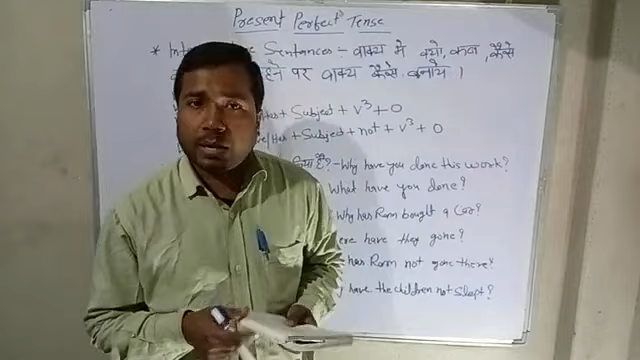 Present Perfect Tense
* Sentences :- वाक्य मे क्यो, कब, कैसे
पर वाक्य कैसे बनाये ।
+ Subject + V³ + O
/Has + Subject + not + V³ + O
है? - Why have you done this work?
What have you done?
Why has Ram bought a Car?
have they gone?
has Ram not gone there?
have the children not slept?